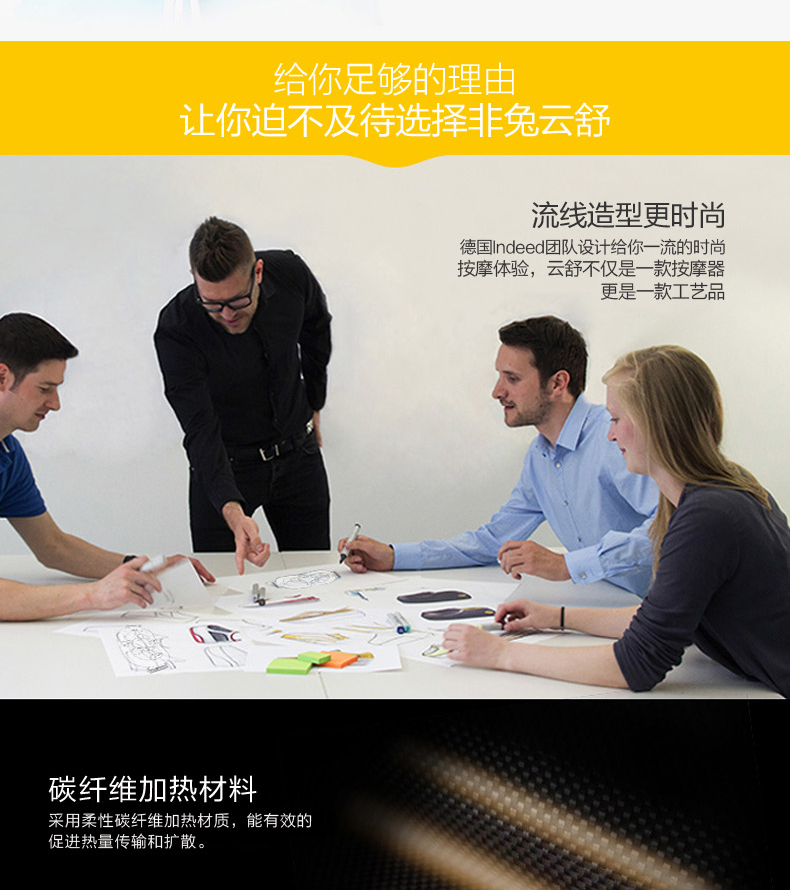 给你足够的理由
让你迫不及待选择非兔云舒
流线造型更时尚
德国Indeed团队设计给你一流的时尚
按摩体验，云舒不仅是一款按摩器
更是一款工艺品
碳纤维加热材料
采用柔性碳纤维加热材质，能有效的
促进热量传输和扩散。